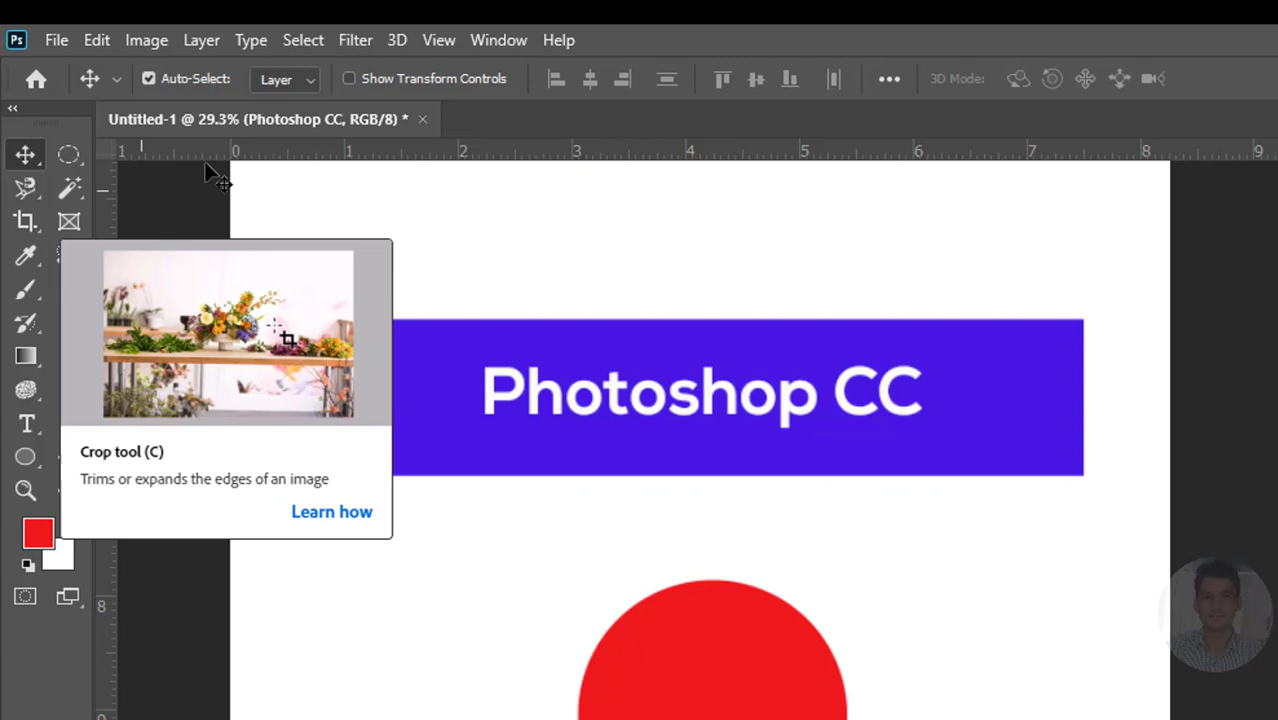 Ps File Edit Image Layer Type Select Filter 3D View Window Help
Auto-Select: Layer Show Transform Controls 3D Mode:
Untitled-1 @ 29.3% (Photoshop CC, RGB/8) *
1 0 1 2 3 4 5 6 7 8 9
Photoshop CC
T
Crop tool (C)
Trims or expands the edges of an image
Learn how
8